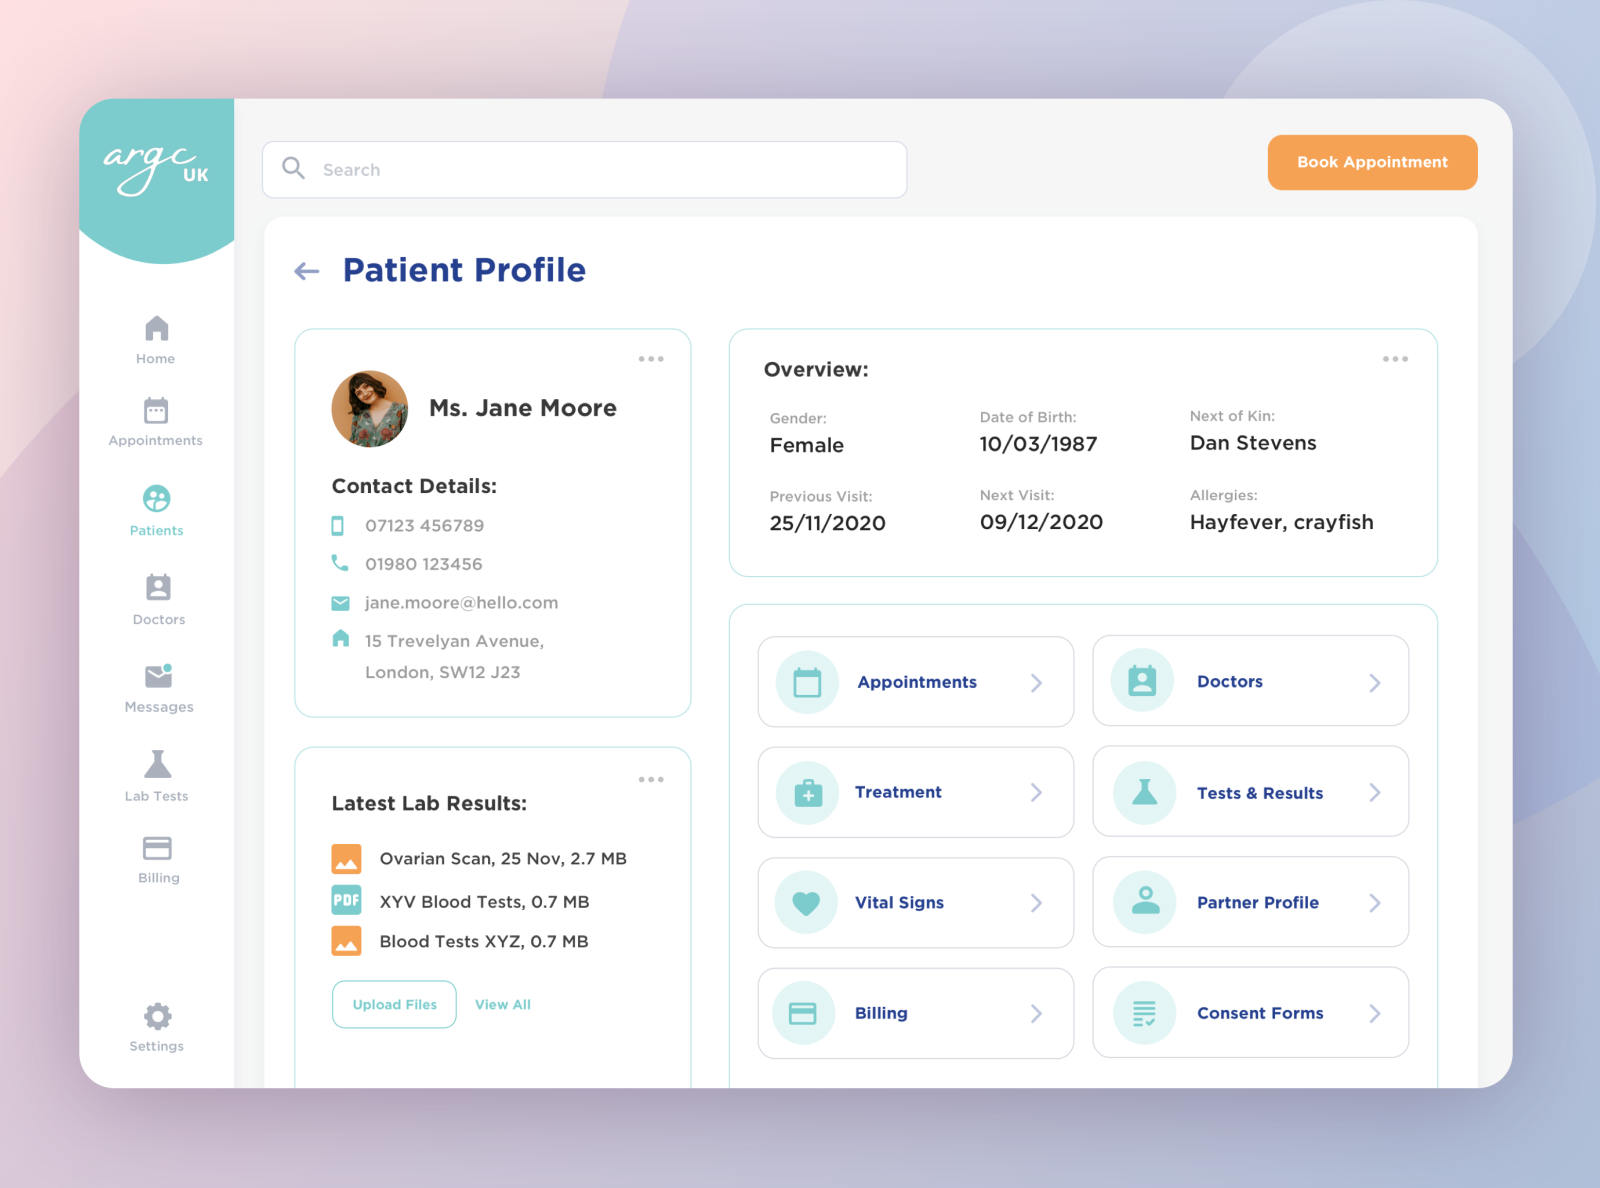 argc
UK
Home
Appointments
Patients
Doctors
Messages
Lab Tests
Billing
Settings
Search
Book Appointment
Patient Profile
Ms. Jane Moore
Contact Details:
07123 456789
01980 123456
jane.moore@hello.com
15 Trevelyan Avenue,
London, SW12 J23
Latest Lab Results:
Ovarian Scan, 25 Nov, 2.7 MB
PDF XYV Blood Tests, 0.7 MB
Blood Tests XYZ, 0.7 MB
Upload Files View All
Overview:
Gender: Date of Birth: Next of Kin:
Female 10/03/1987 Dan Stevens
Previous Visit: Next Visit: Allergies:
25/11/2020 09/12/2020 Hayfever, crayfish
Appointments Doctors
Treatment Tests & Results
Vital Signs Partner Profile
Billing Consent Forms